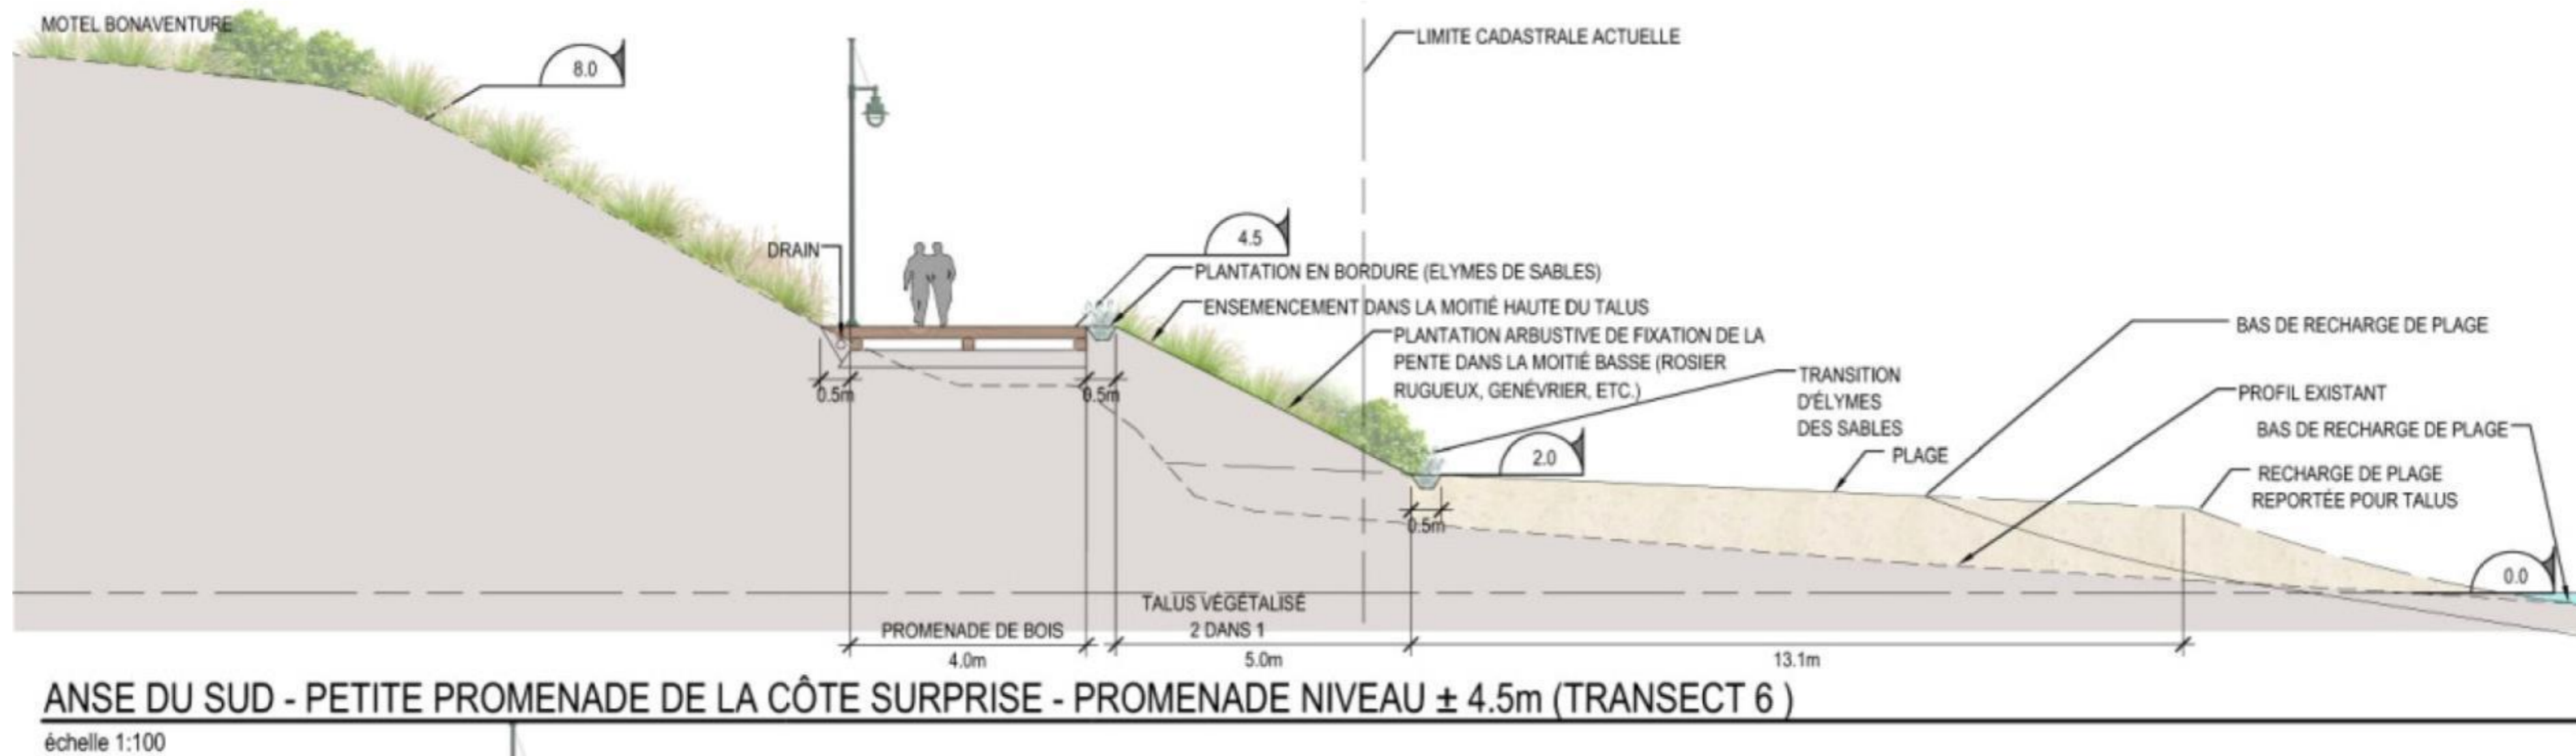 MOTEL BONAVENTURE
8.0
LIMITE CADASTRALE ACTUELLE
DRAIN
4.5
PLANTATION EN BORDURE (ELYMES DE SABLES)
ENSEMENCEMENT DANS LA MOITIÉ HAUTE DU TALUS
PLANTATION ARBUSTIVE DE FIXATION DE LA
PENTE DANS LA MOITIÉ BASSE (ROSIER
RUGUEUX, GENÉVRIER, ETC.)
TRANSITION
D'ÉLYMES
DES SABLES
2.0
PLAGE
BAS DE RECHARGE DE PLAGE
PROFIL EXISTANT
BAS DE RECHARGE DE PLAGE
RECHARGE DE PLAGE
REPORTÉE POUR TALUS
0.5m
0.5m
0.5m
0.0
PROMENADE DE BOIS
4.0m
TALUS VÉGÉTALISÉ
2 DANS 1
5.0m
13.1m
ANSE DU SUD - PETITE PROMENADE DE LA CÔTE SURPRISE - PROMENADE NIVEAU ± 4.5m (TRANSECT 6 )
échelle 1:100